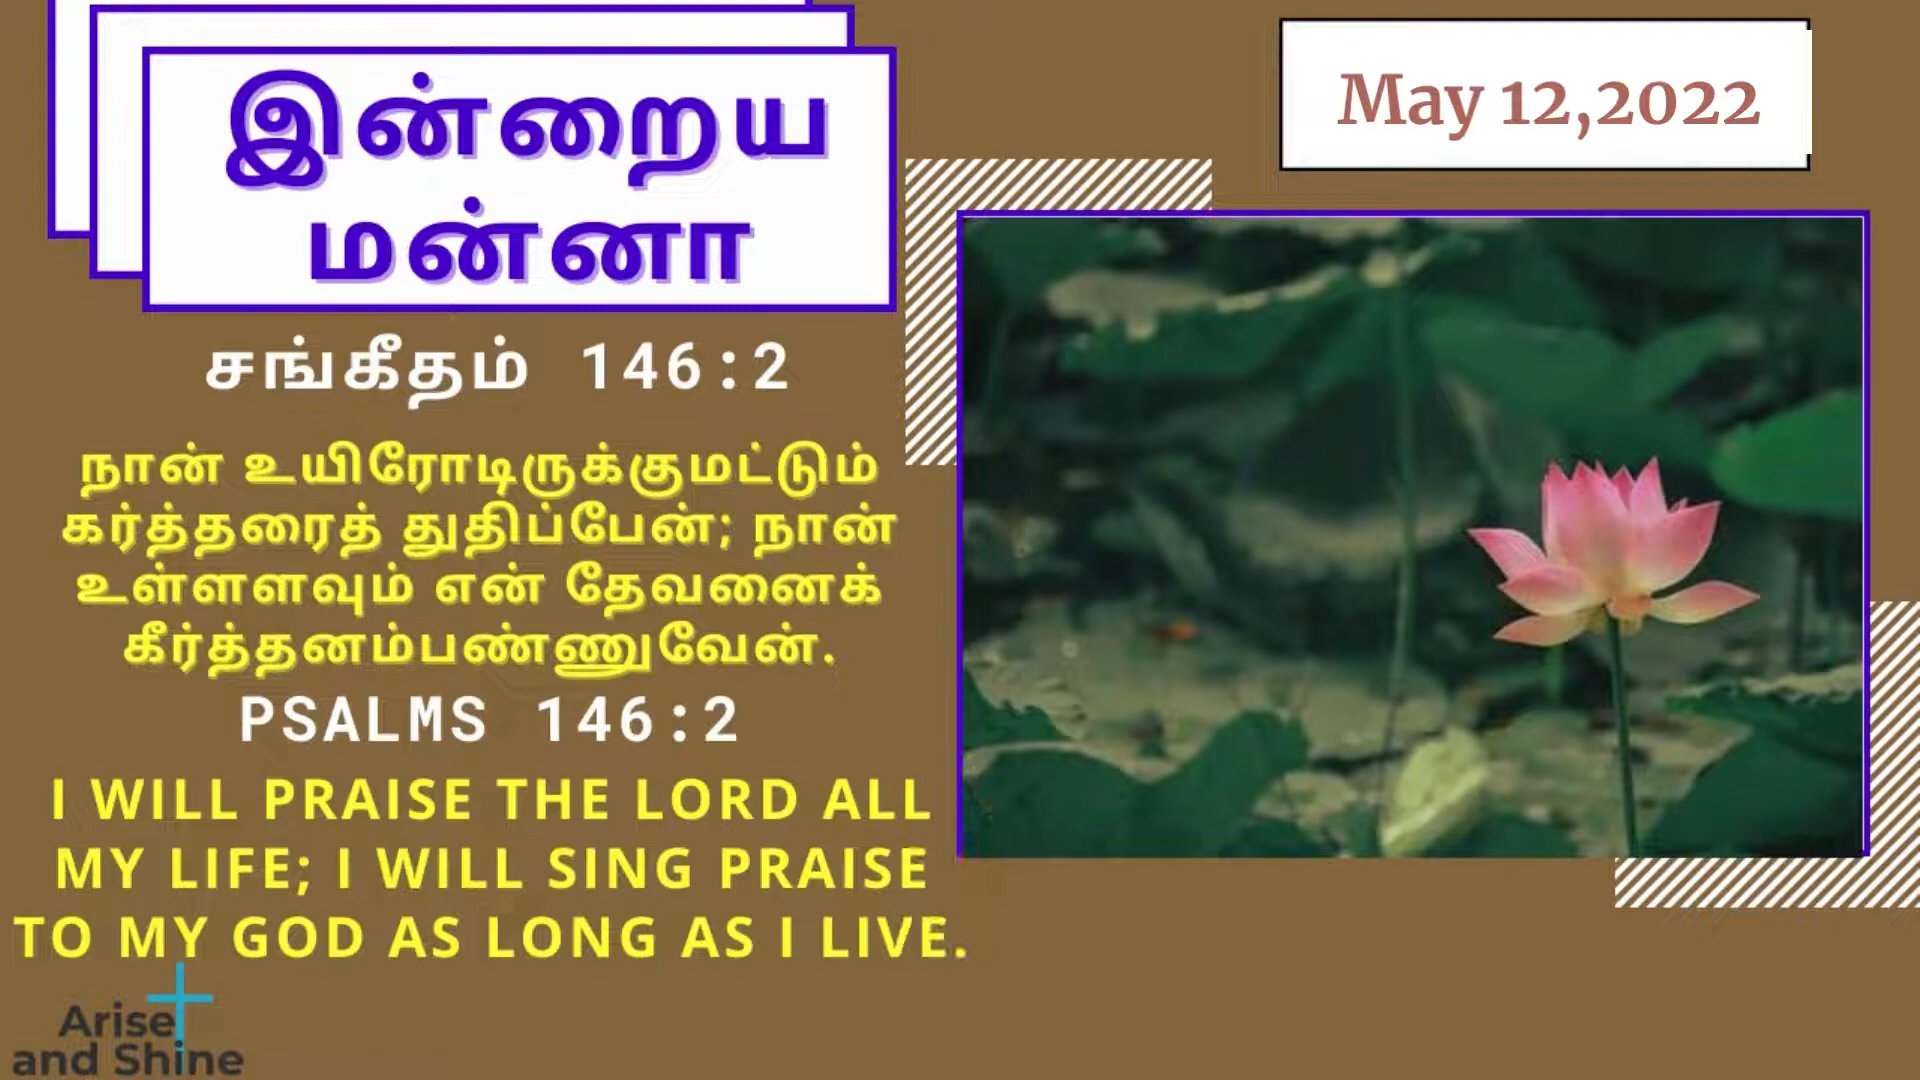 இன்றைய
மன்னா
May 12,2022
சங்கீதம் 146:2
நான் உயிரோடிருக்குமட்டும்
கர்த்தரைத் துதிப்பேன்; நான்
உள்ளளவும் என் தேவனைக்
கீர்த்தனம்பண்ணுவேன்.
PSALMS 146:2
I WILL PRAISE THE LORD ALL
MY LIFE; I WILL SING PRAISE
TO MY GOD AS LONG AS I LIVE.
Arise
and Shine